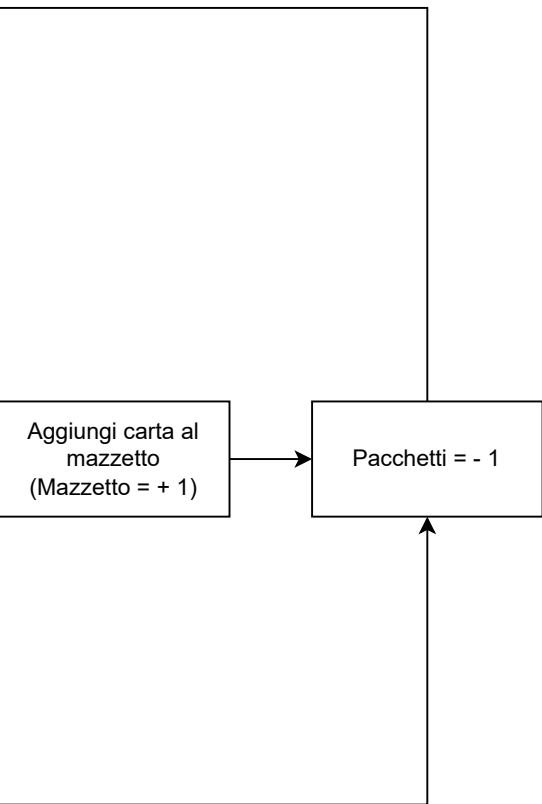 Aggiungi carta al
mazzetto
(Mazzetto = + 1)
Pacchetti = - 1